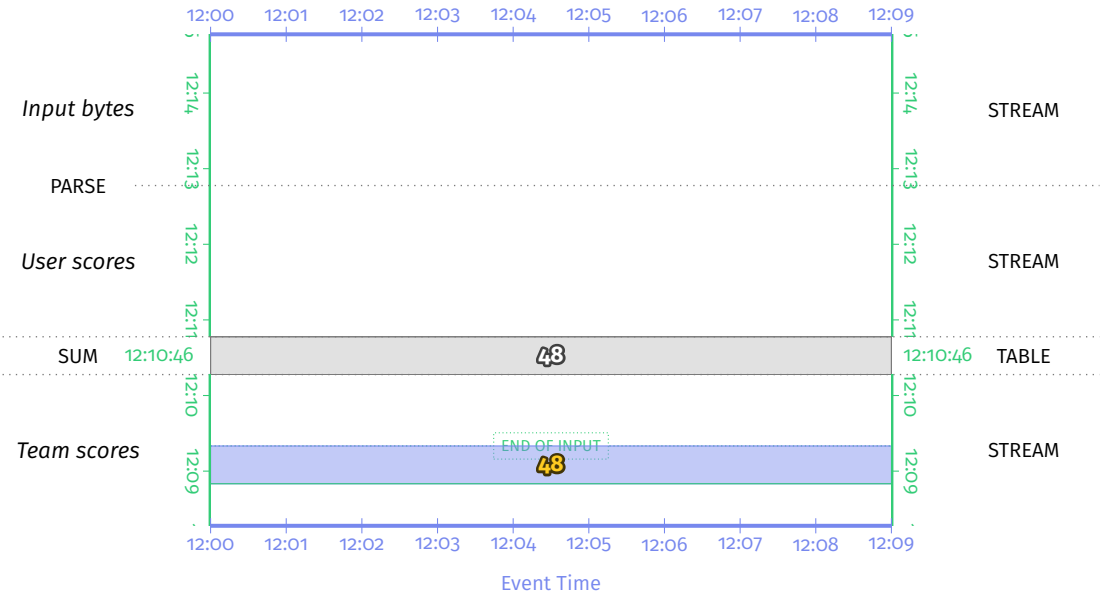 12:00 12:01 12:02 12:03 12:04 12:05 12:06 12:07 12:08 12:09
12:14 12:14
Input bytes STREAM
12:13 12:13
PARSE
12:12 12:12
User scores STREAM
12:11 12:11
SUM 12:10:46 48 12:10:46 TABLE
12:10 12:10
END OF INPUT
Team scores STREAM
48
12:09 12:09
12:00 12:01 12:02 12:03 12:04 12:05 12:06 12:07 12:08 12:09
Event Time